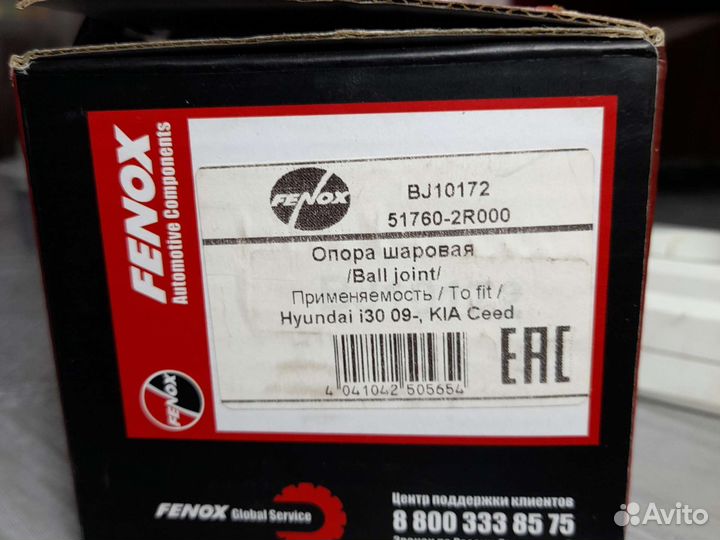 FENOX
Automotive Components
FENOX
BJ10172
51760-2R000
Опора шаровая
/Ball joint/
Применяемость / To fit /
Hyundai i30 09-, KIA Ceed
4 041042 505654
EAC
FENOX
FENOX Global Service
Центр поддержки клиентов
8 800 333 85 75
Avito